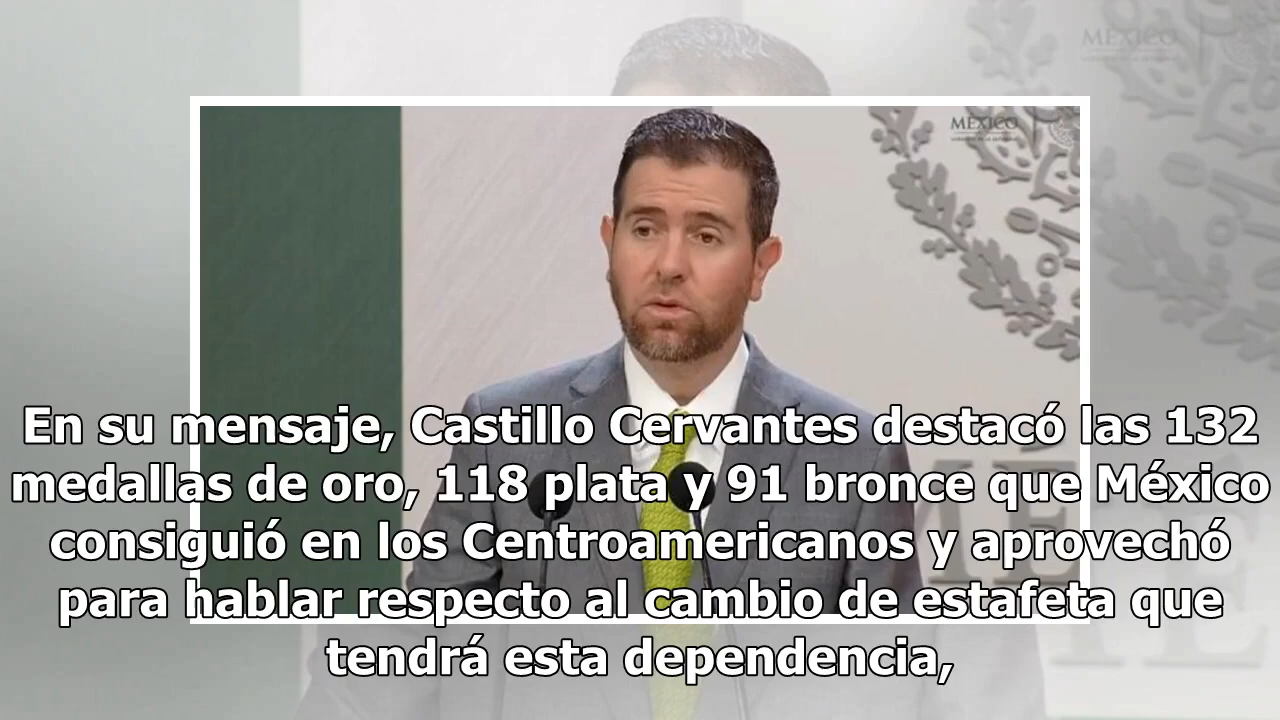 MÉXICO
MÉXICO
En su mensaje, Castillo Cervantes destacó las 132
medallas de oro, 118 plata y 91 bronce que México
consiguió en los Centroamericanos y aprovechó
para hablar respecto al cambio de estafeta que
tendrá esta dependencia,